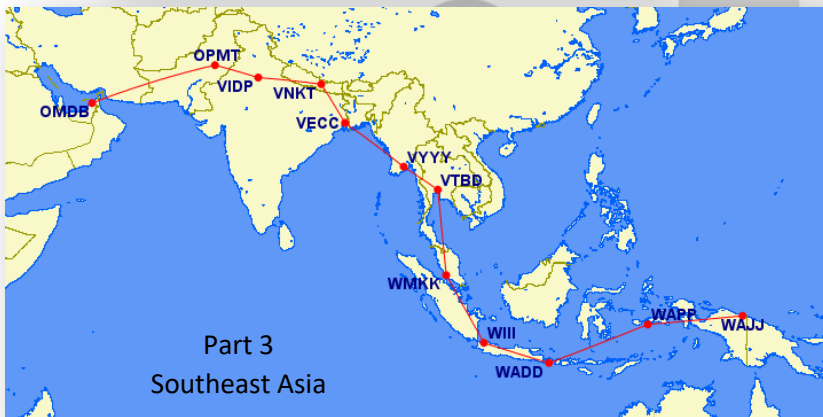 OPMT
VIDP
VNKT
OMDB
VECC
VYYY
VTBD
WMKK
WAPP
WAJJ
WIII
WADD
Part 3
Southeast Asia